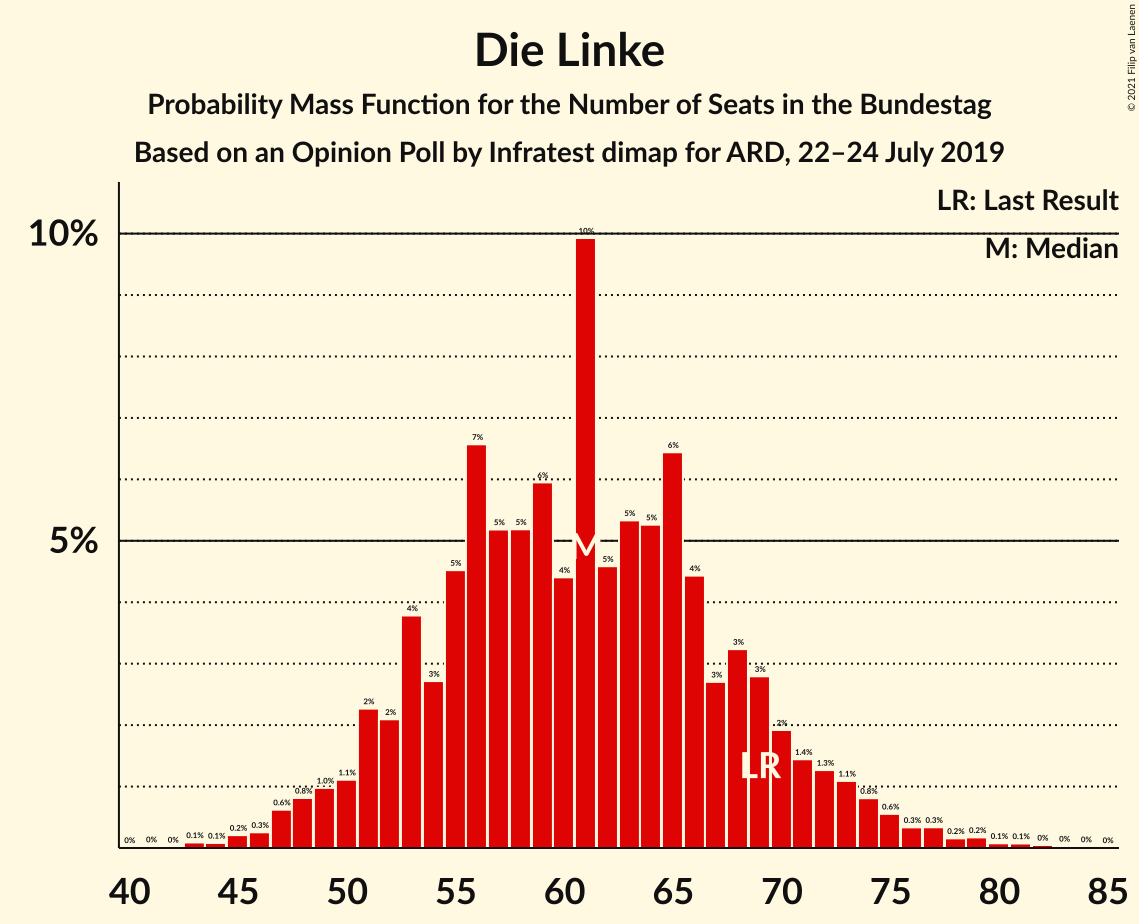 Die Linke
Probability Mass Function for the Number of Seats in the Bundestag
Based on an Opinion Poll by Infratest dimap for ARD, 22–24 July 2019
© 2021 Filip van Laenen
LR: Last Result
M: Median
10%
5%
0% 0% 0% 0.1% 0.1% 0.2% 0.3% 0.6% 0.8% 1.0% 1.1% 2% 2% 4% 3% 5% 7% 5% 5% 6% 4% 10% 5% 5% 5% 6% 4% 3% 3% 3% 2% 1.4% 1.3% 1.1% 0.8% 0.6% 0.3% 0.3% 0.2% 0.2% 0.1% 0.1% 0% 0% 0% 0%
M
LR
40 45 50 55 60 65 70 75 80 85